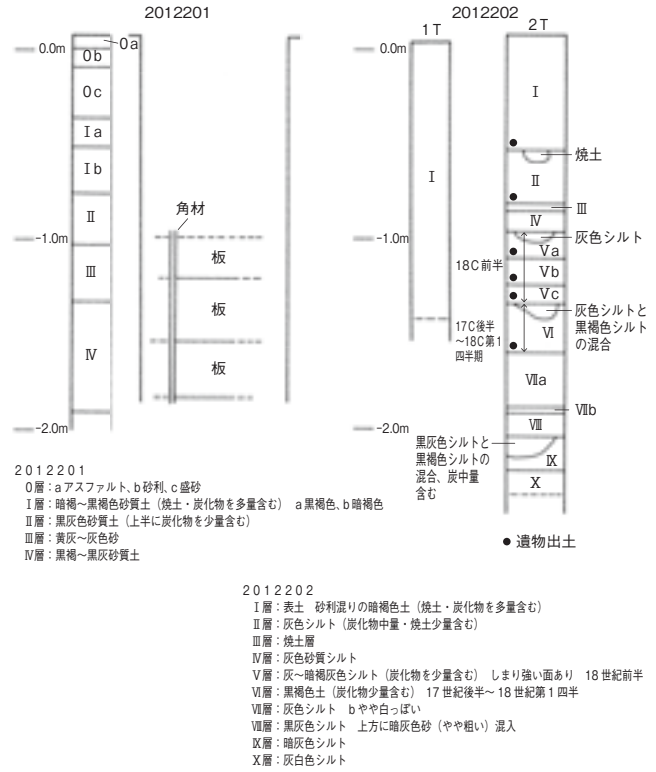 2012201
0.0m
0a
0b
0c
Ⅰa
Ⅰb
Ⅱ
Ⅲ
Ⅳ
-1.0m
-2.0m
角材
板
板
板
2012202
1T
2T
0.0m
-1.0m
-2.0m
Ⅰ
Ⅰ
焼土
Ⅱ
Ⅲ
Ⅳ
灰色シルト
Ⅴa
Ⅴb
Ⅴc
18C前半
灰色シルトと
黒褐色シルト
の混合
Ⅵ
17C後半
~18C第1
四半期
Ⅶa
Ⅶb
Ⅷ
黒灰色シルトと
黒褐色シルトの
混合、炭中量
含む
Ⅸ
Ⅹ
●遺物出土
2012201
0層:aアスファルト、b砂利、c盛砂
Ⅰ層:暗褐~黒褐色砂質土(焼土・炭化物を多量含む) a黒褐色、b暗褐色
Ⅱ層:黒灰色砂質土(上半に炭化物を少量含む)
Ⅲ層:黄灰~灰色砂
Ⅳ層:黒褐~黒灰砂質土
2012202
Ⅰ層:表土 砂利混りの暗褐色土(焼土・炭化物を多量含む)
Ⅱ層:灰色シルト(炭化物中量・焼土少量含む)
Ⅲ層:焼土層
Ⅳ層:灰色砂質シルト
Ⅴ層:灰~暗褐灰色シルト(炭化物を少量含む) しまり強い面あり 18世紀前半
Ⅵ層:黒褐色土(炭化物少量含む) 17世紀後半~18世紀第1四半
Ⅶ層:灰色シルト bやや白っぽい
Ⅷ層:黒灰色シルト 上方に暗灰色砂(やや粗い)混入
Ⅸ層:暗灰色シルト
Ⅹ層:灰白色シルト